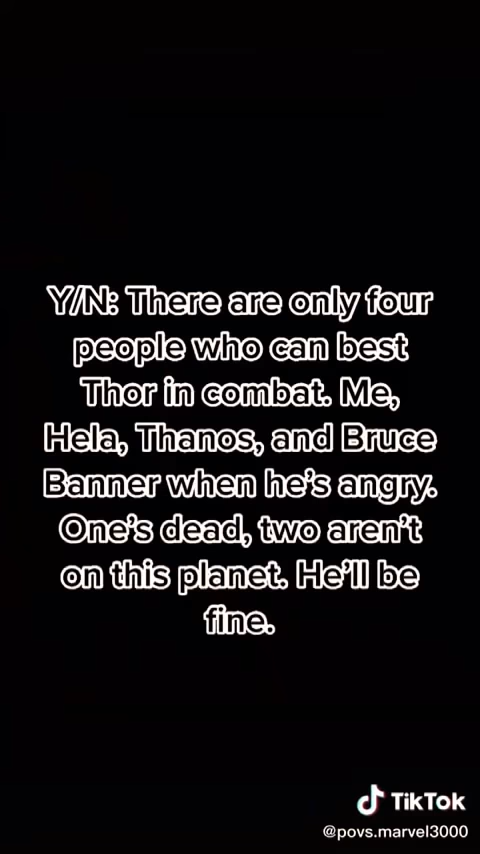 Y/N: There are only four
people who can best
Thor in combat. Me,
Hela, Thanos, and Bruce
Banner when he's angry.
One's dead, two aren't
on this planet. He'll be
fine.
TikTok
@povs.marvel3000